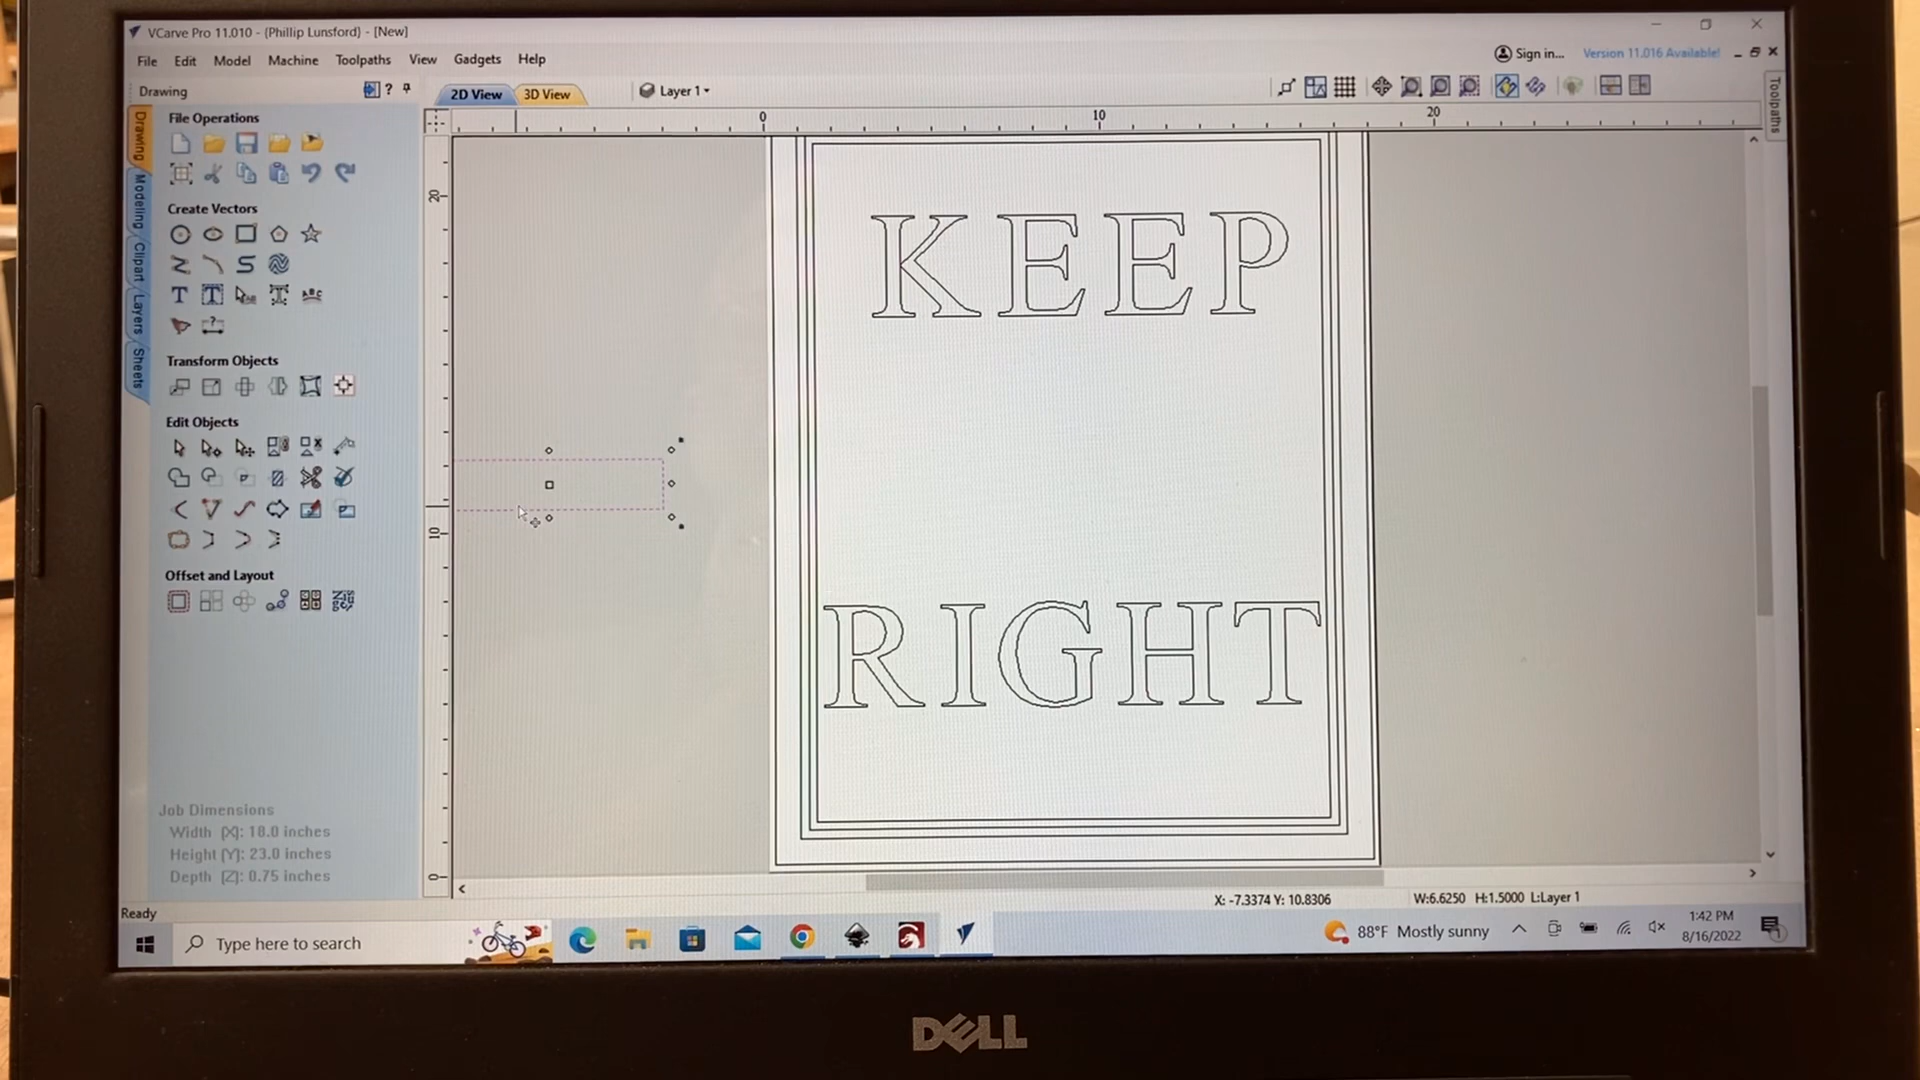 VCarve Pro 11.010 - (Phillip Lunsford) - [New]
File Edit Model Machine Toolpaths View Gadgets Help
Sign in... Version 11.016 Available!
Drawing
?
2D View
3D View
Layer 1
Toolpaths
Drawing
Modeling
Clipart
Layers
Sheets
File Operations
Create Vectors
Transform Objects
Edit Objects
Offset and Layout
Job Dimensions
Width (X): 18.0 inches
Height (Y): 23.0 inches
Depth (Z): 0.75 inches
0 10 20
20
10
0
KEEP
RIGHT
Ready
X: -7.3374 Y: 10.8306
W:6.6250 H:1.5000 L:Layer 1
Type here to search
88°F Mostly sunny
1:42 PM
8/16/2022
1
DELL